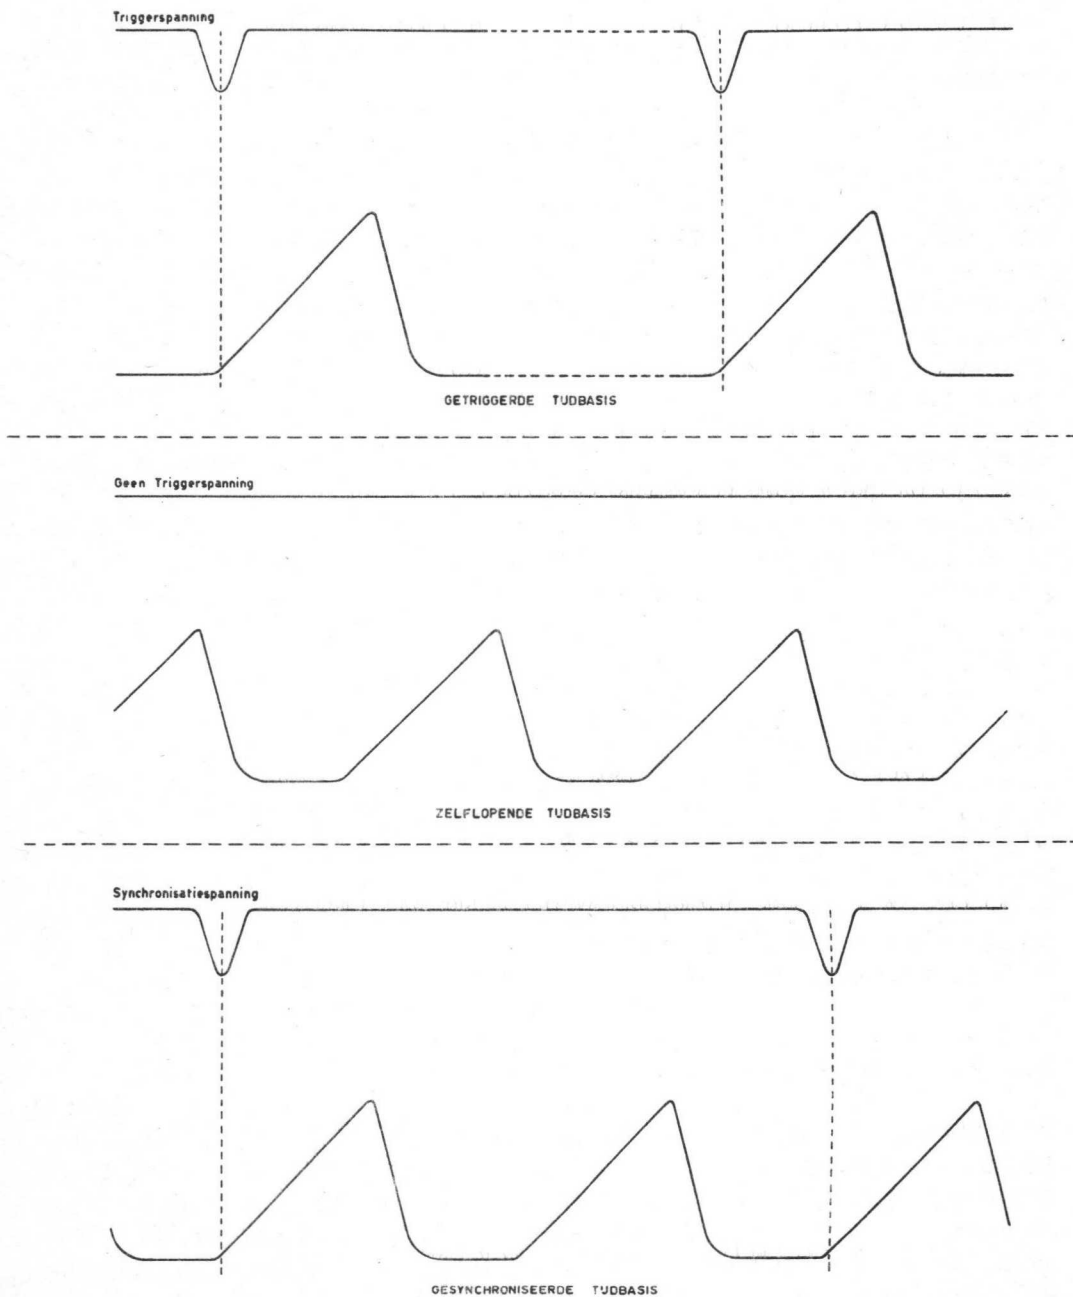 Triggerspanning
GETRIGGERDE TIJDBASIS
Geen Triggerspanning
ZELFLOPENDE TIJDBASIS
Synchronisatiespanning
GESYNCHRONISEERDE TIJDBASIS